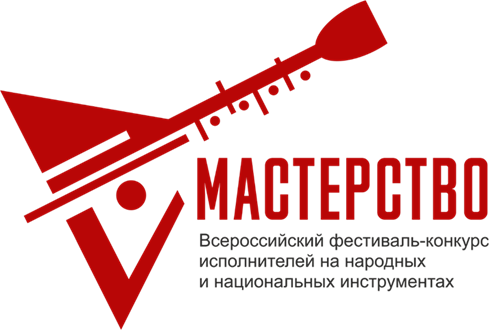 МАСТЕРСТВО
Всероссийский фестиваль-конкурс
исполнителей на народных
и национальных инструментах